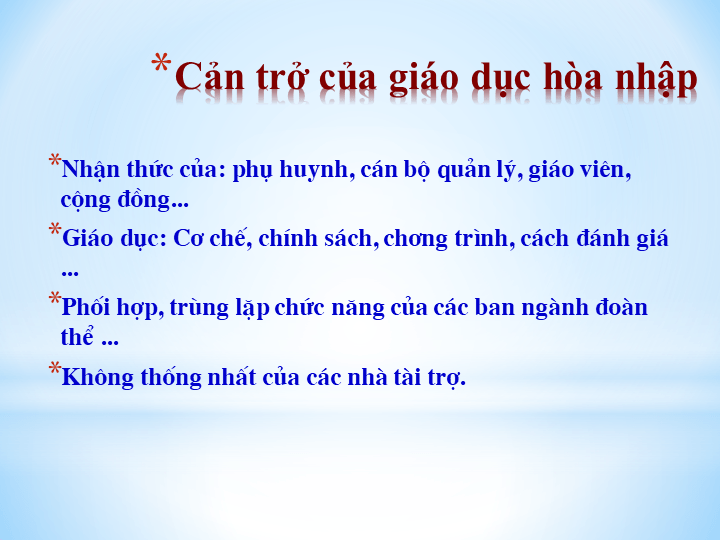 *Cản trở của giáo dục hòa nhập
*Nhận thức của: phụ huynh, cán bộ quản lý, giáo viên,
cộng đồng...
*Giáo dục: Cơ chế, chính sách, chơng trình, cách đánh giá
...
*Phối hợp, trùng lặp chức năng của các ban ngành đoàn
thể ...
*Không thống nhất của các nhà tài trợ.